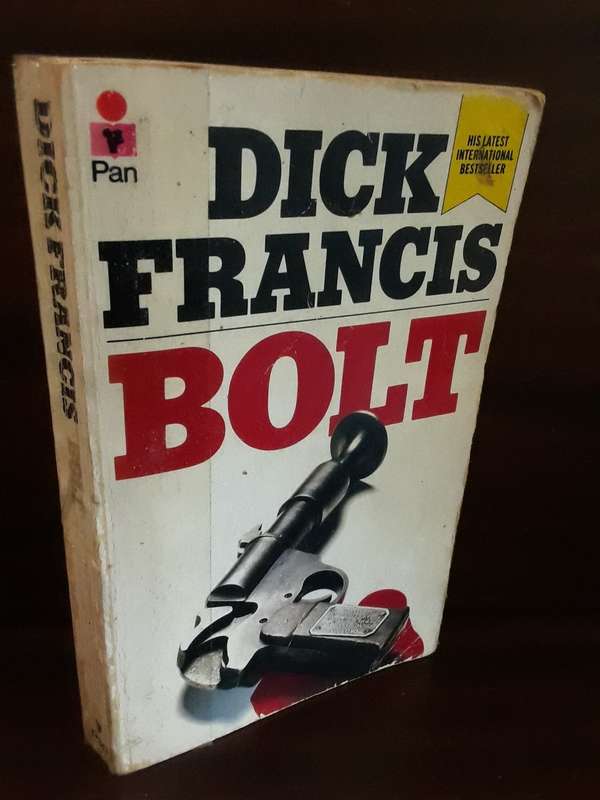 Pan
DICK
FRANCIS
BOLT
HIS LATEST
INTERNATIONAL
BESTSELLER
DICK FRANCIS